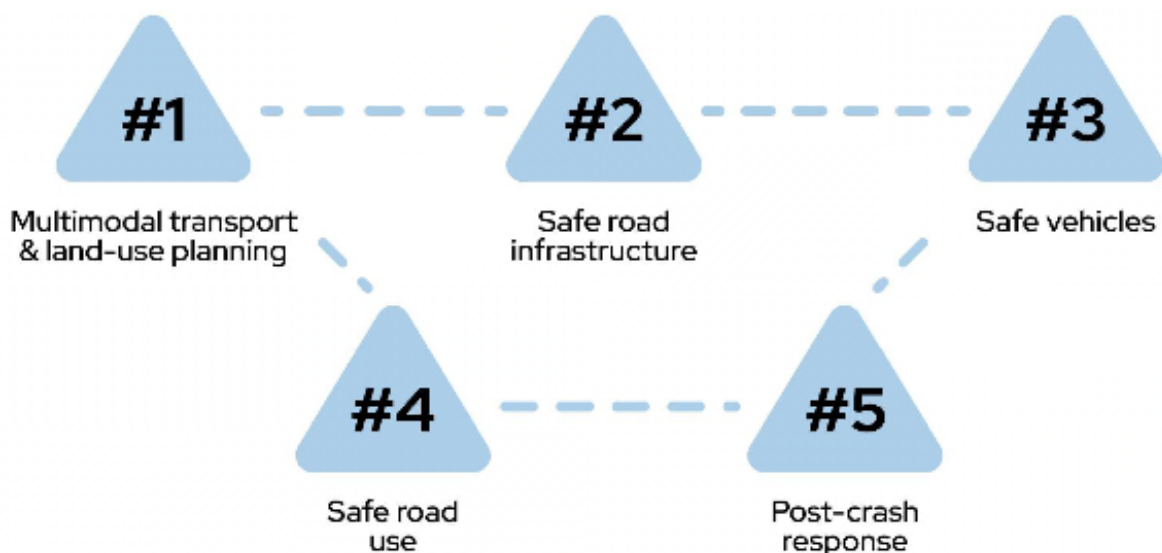 #1
Multimodal transport
& land-use planning
#2
Safe road
infrastructure
#3
Safe vehicles
#4
Safe road
use
#5
Post-crash
response